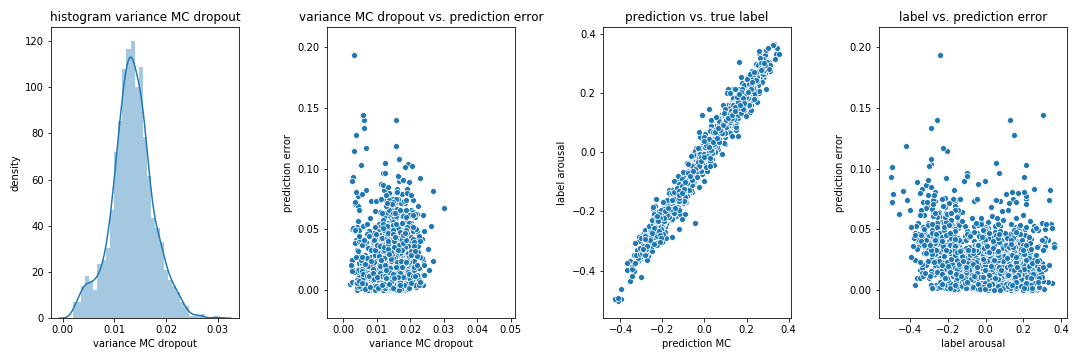 histogram variance MC dropout
density
120
100
80
60
40
20
0
0.00 0.01 0.02 0.03
variance MC dropout
variance MC dropout vs. prediction error
prediction error
0.20
0.15
0.10
0.05
0.00
0.00 0.01 0.02 0.03 0.04 0.05
variance MC dropout
prediction vs. true label
label arousal
0.4
0.2
0.0
−0.2
−0.4
−0.4 −0.2 0.0 0.2 0.4
prediction MC
label vs. prediction error
prediction error
0.20
0.15
0.10
0.05
0.00
−0.4 −0.2 0.0 0.2 0.4
label arousal